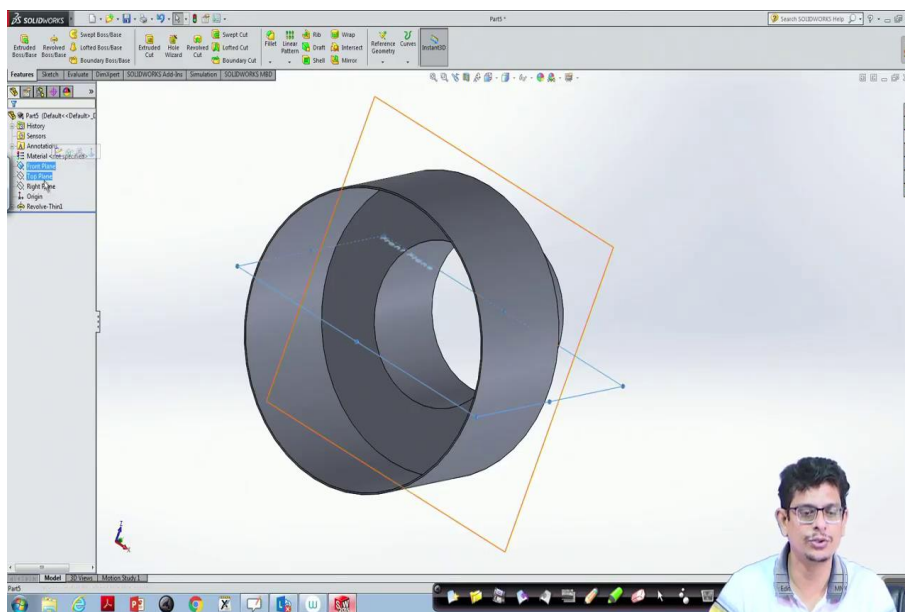 SOLIDWORKS
Part5 *
Search SOLIDWORKS Help
Extruded Boss/Base
Revolved Boss/Base
Swept Boss/Base
Lofted Boss/Base
Boundary Boss/Base
Extruded Cut
Hole Wizard
Revolved Cut
Swept Cut
Lofted Cut
Boundary Cut
Fillet
Linear Pattern
Rib
Draft
Shell
Wrap
Intersect
Mirror
Reference Geometry
Curves
Instant3D
Features Sketch Evaluate DimXpert SOLIDWORKS Add-Ins Simulation SOLIDWORKS MBD
Part5 (Default<<Default>_D
History
Sensors
Annotations
Material <not specified>
Front Plane
Top Plane
Right Plane
Origin
Revolve-Thin1
Front Plane
Model 3D Views Motion Study 1
Part5